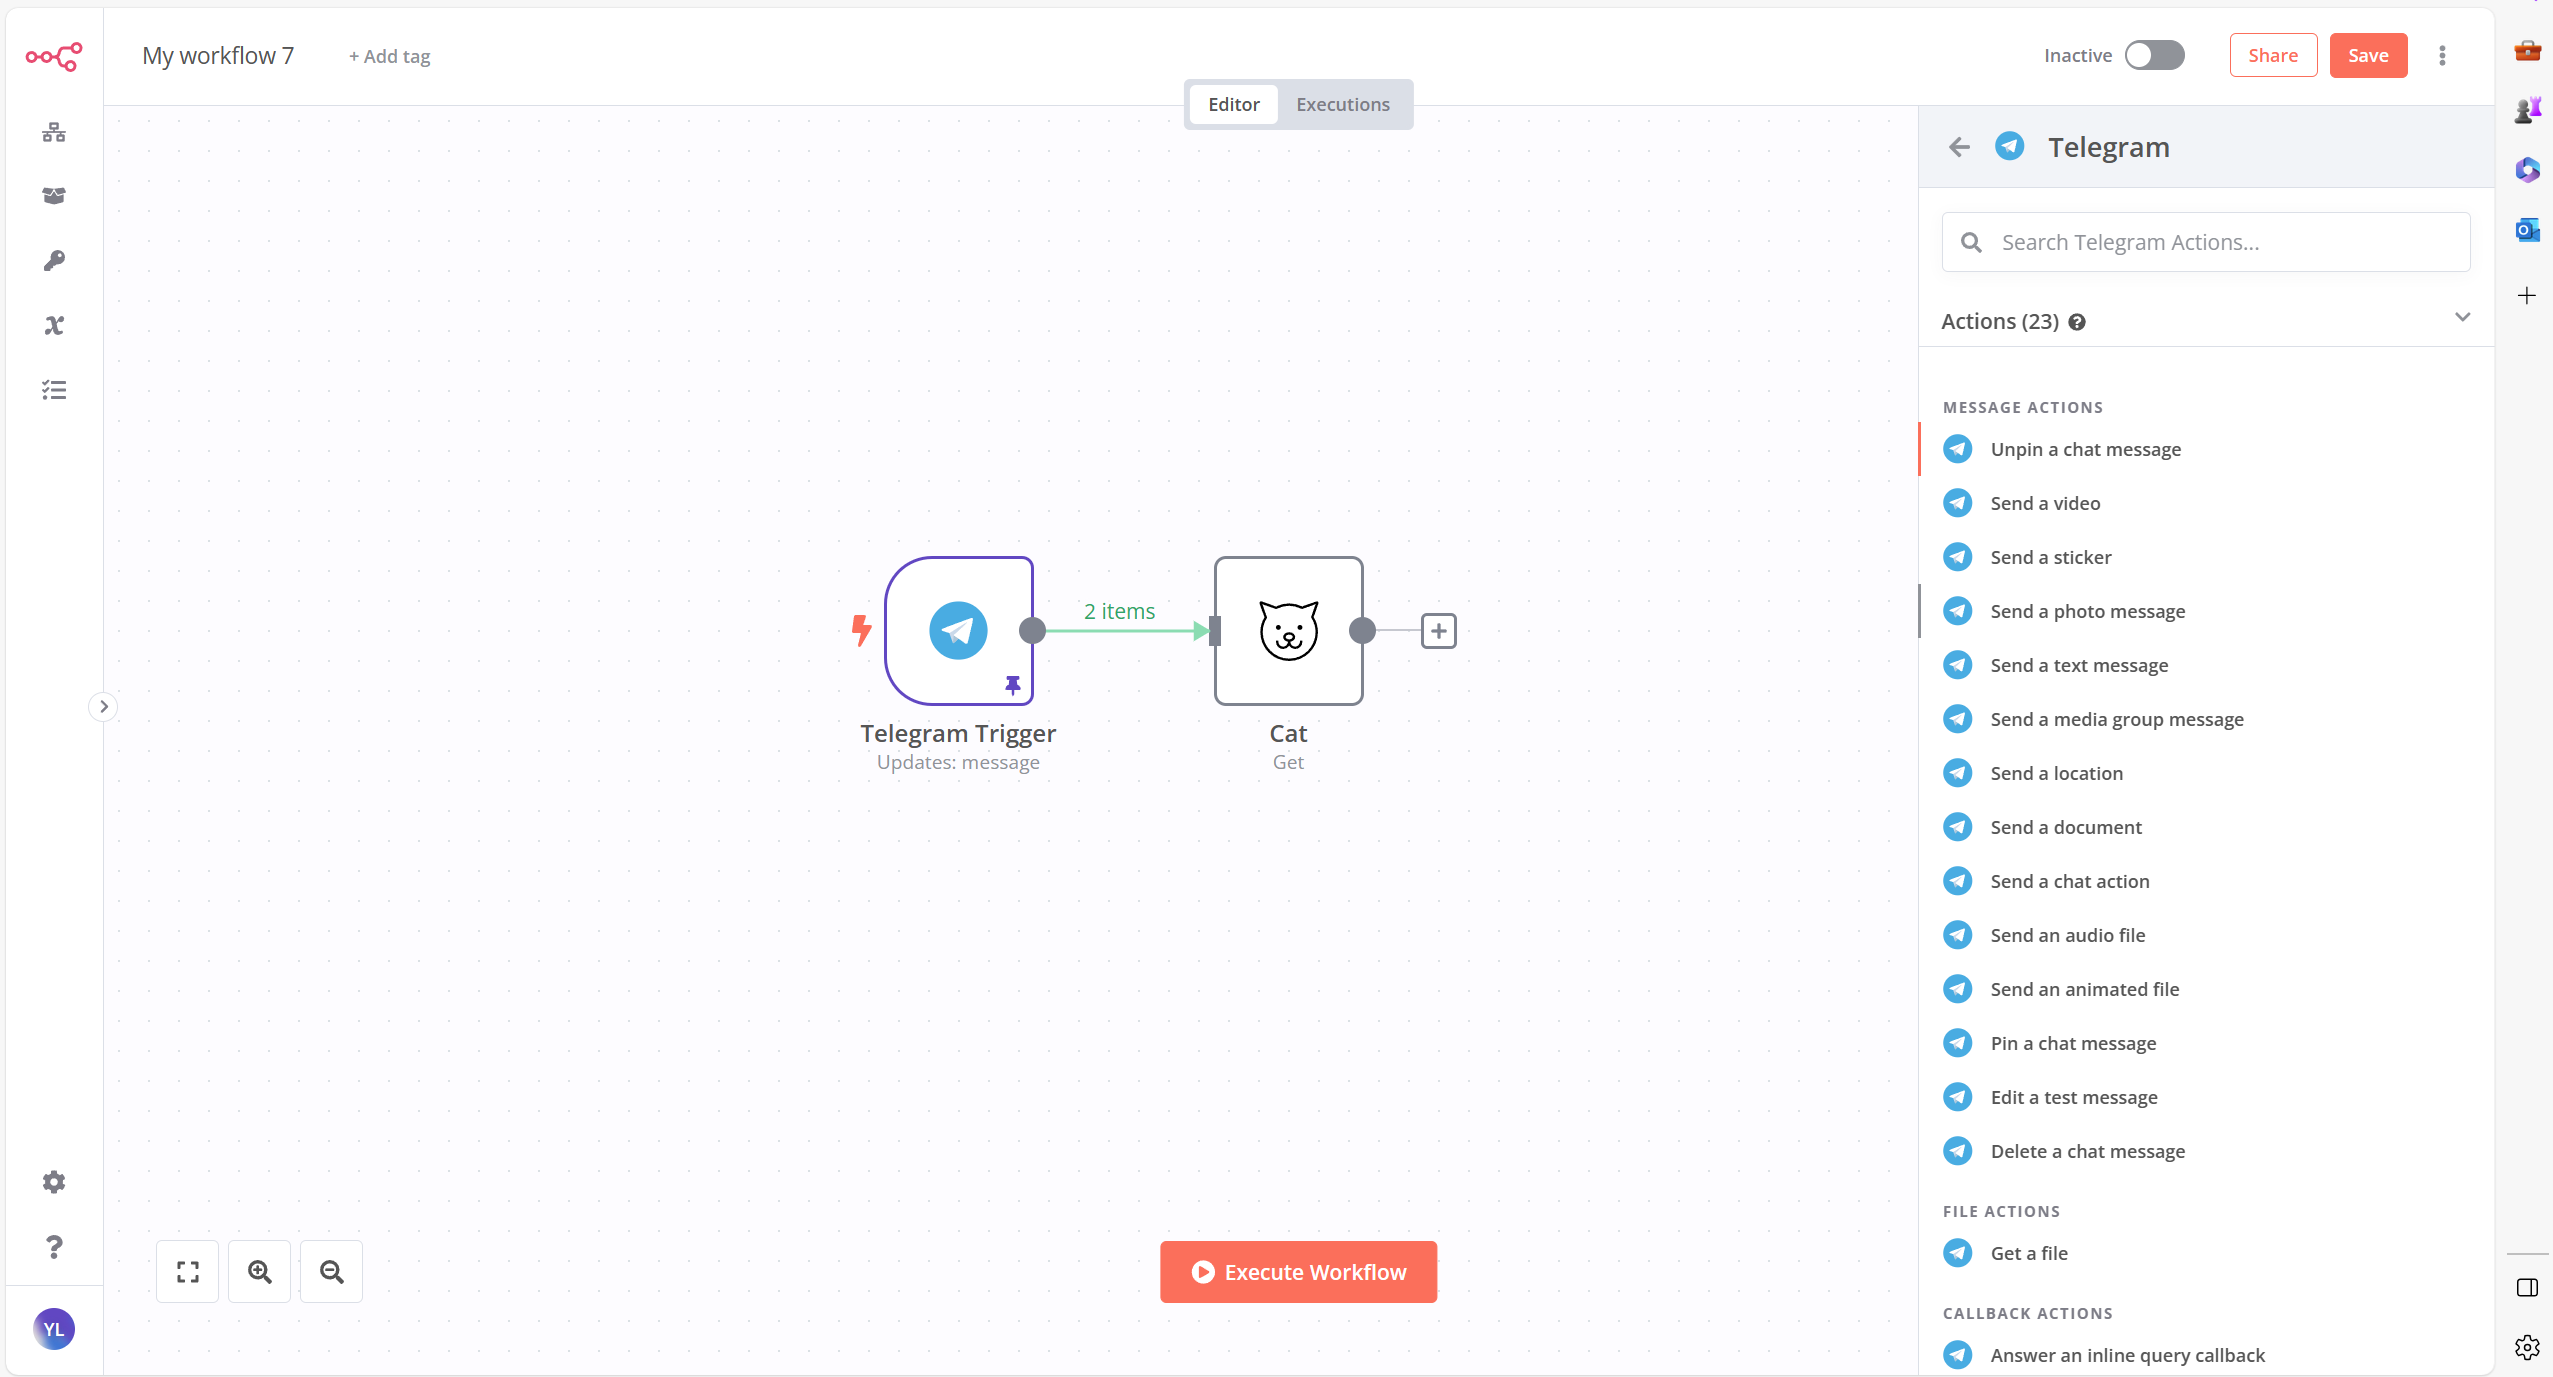 My workflow 7
+ Add tag
Inactive
Share
Save
Editor
Executions
Telegram
Search Telegram Actions...
Actions (23)
MESSAGE ACTIONS
Unpin a chat message
Send a video
Send a sticker
Send a photo message
Send a text message
Send a media group message
Send a location
Send a document
Send a chat action
Send an audio file
Send an animated file
Pin a chat message
Edit a test message
Delete a chat message
FILE ACTIONS
Get a file
CALLBACK ACTIONS
Answer an inline query callback
2 items
Telegram Trigger
Updates: message
Cat
Get
Execute Workflow
YL